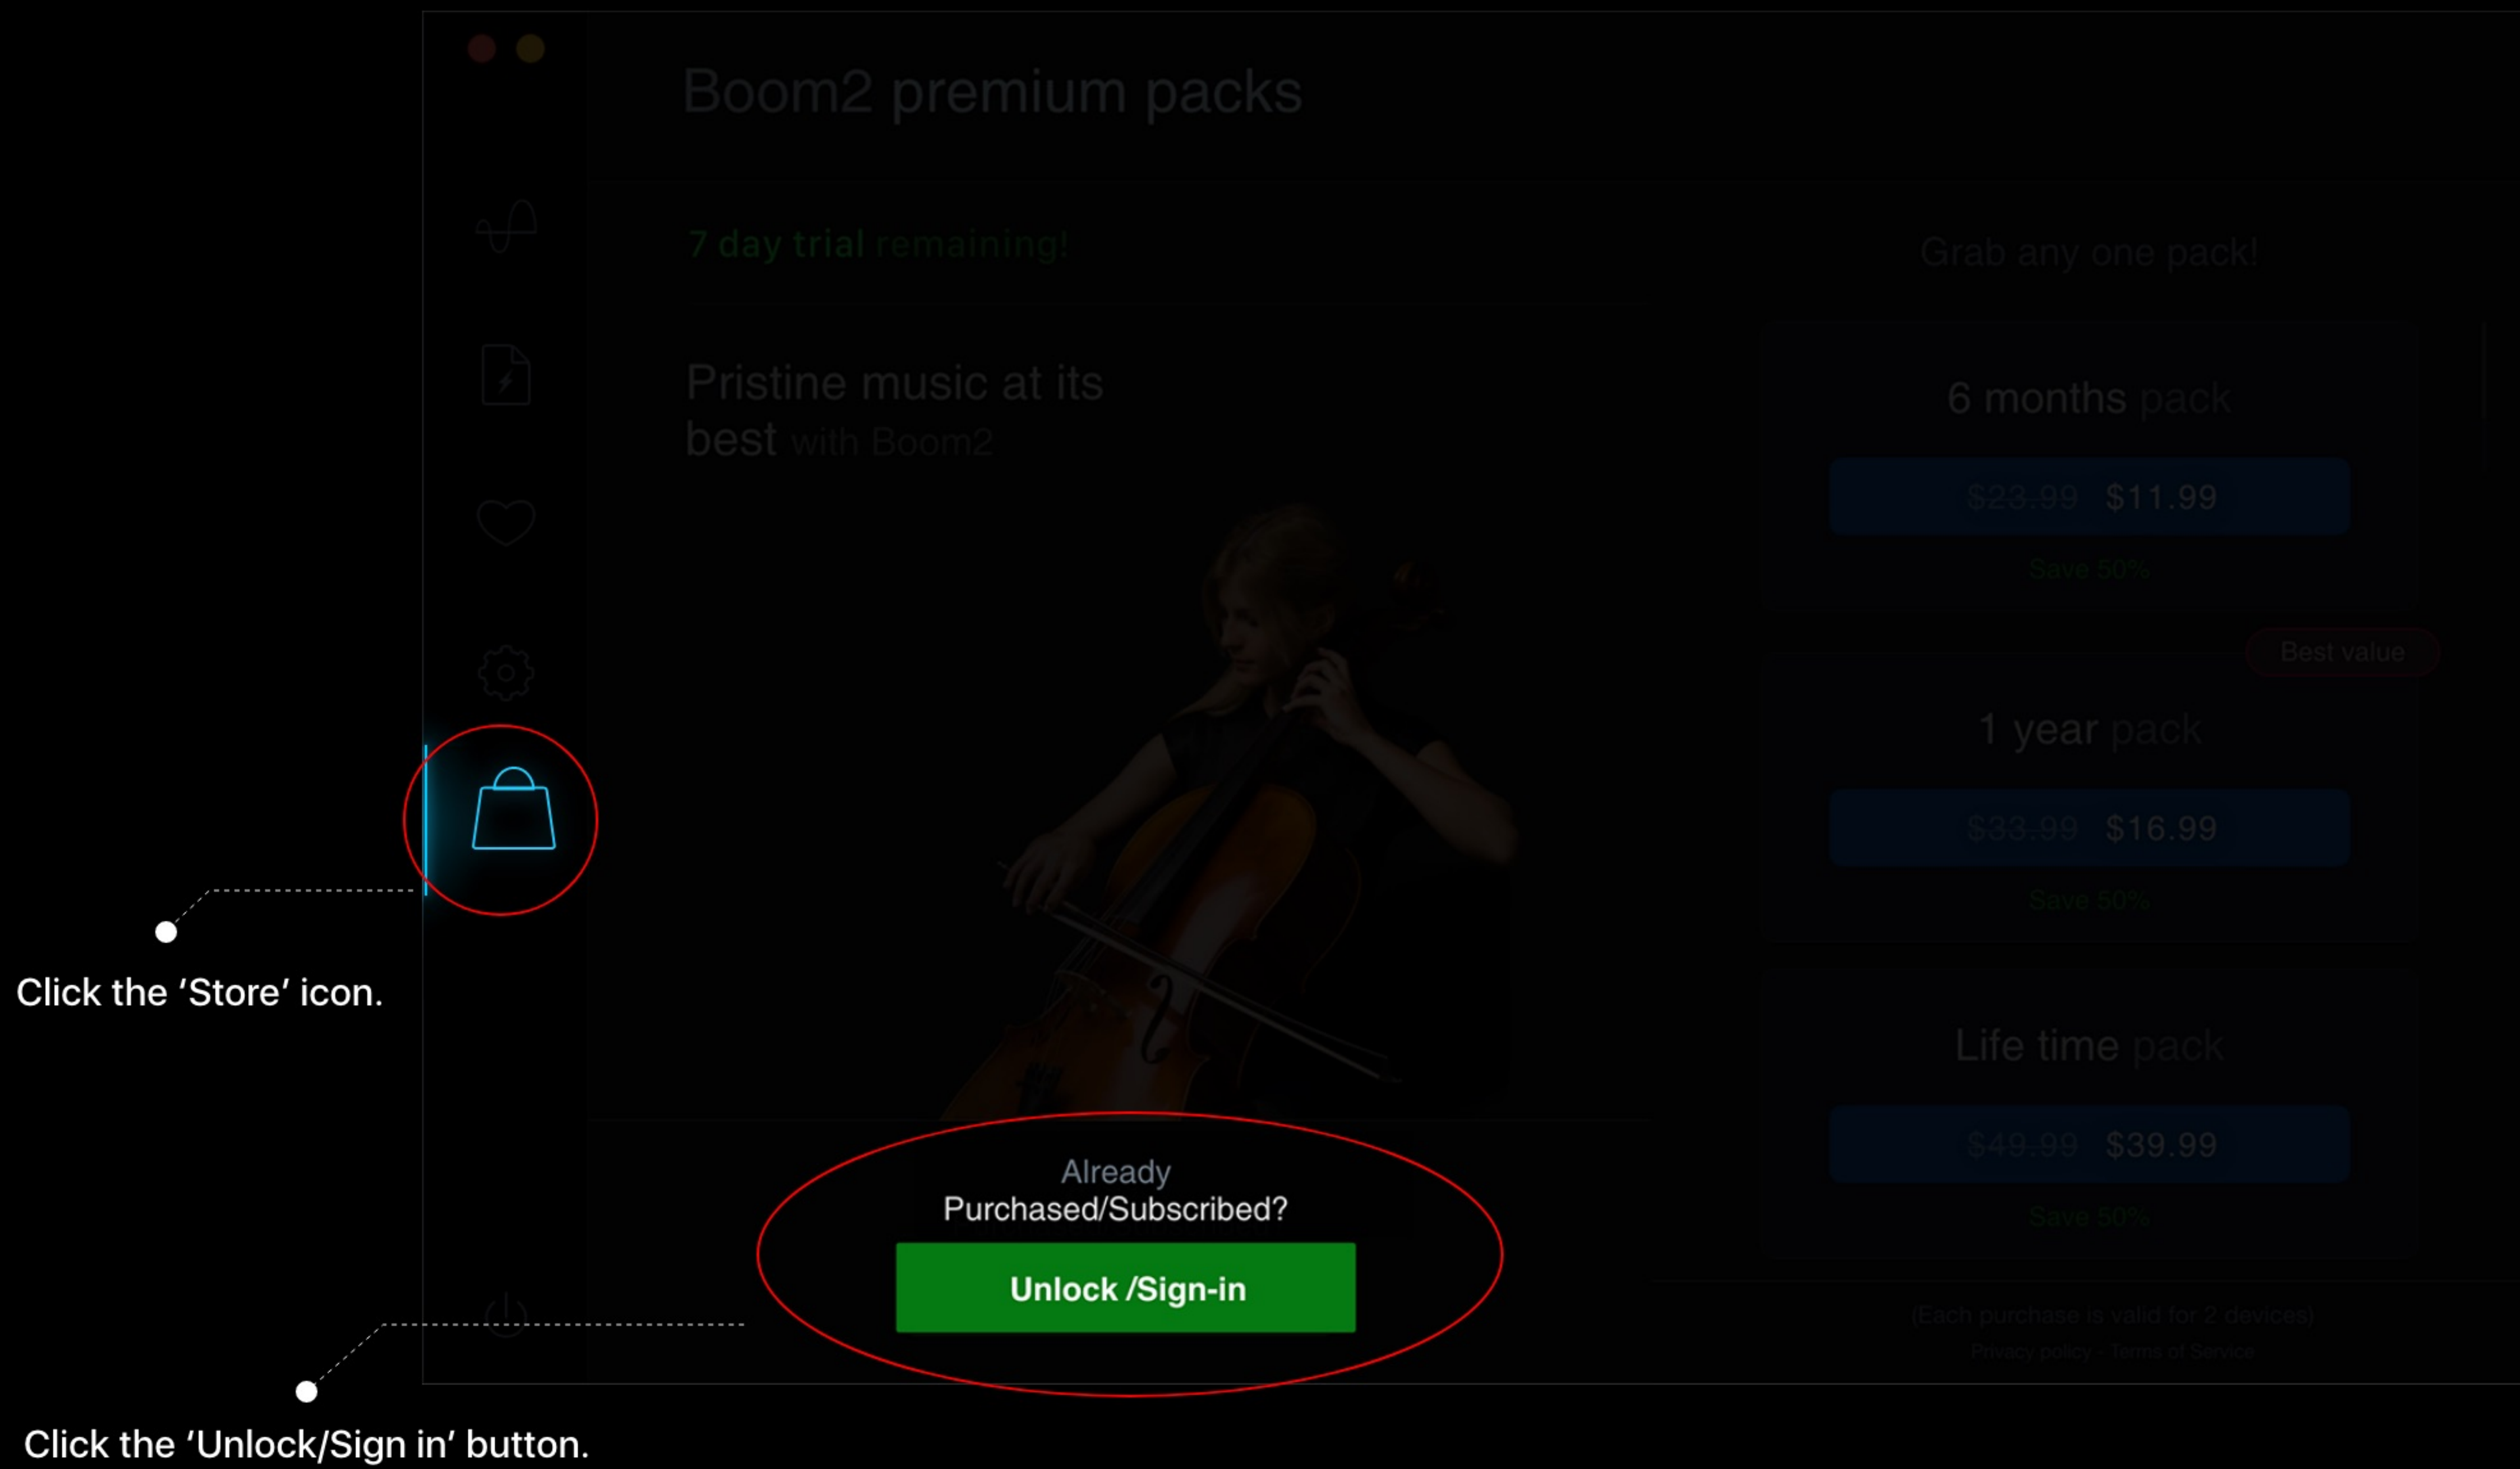 Boom2 premium packs
7 day trial remaining!
Grab any one pack!
Pristine music at its
best with Boom2
6 months pack
$23.99 $11.99
Save 50%
Best value
1 year pack
$33.99 $16.99
Save 50%
Click the ‘Store’ icon.
Life time pack
$49.99 $39.99
Save 50%
Already
Purchased/Subscribed?
Unlock /Sign-in
(Each purchase is valid for 2 devices)
Privacy policy - Terms of Service
Click the ‘Unlock/Sign in’ button.